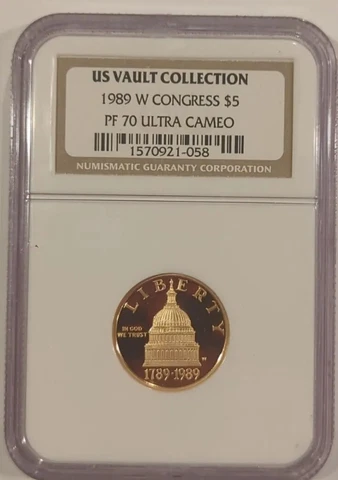 US VAULT COLLECTION
1989 W CONGRESS $5
PF 70 ULTRA CAMEO
1570921-058
NUMISMATIC GUARANTY CORPORATION
LIBERTY
IN GOD
WE TRUST
1789·1989